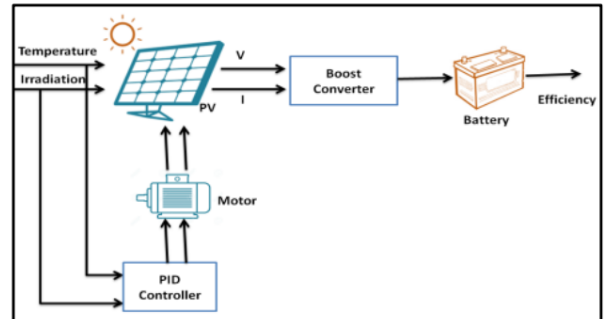 Temperature
Irradiation
V
I
PV
Boost
Converter
Battery
Efficiency
Motor
PID
Controller